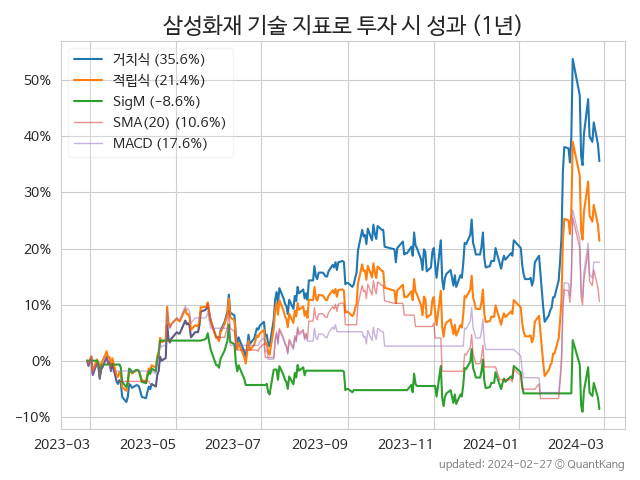 삼성화재 기술 지표로 투자 시 성과 (1년)
거치식 (35.6%)
적립식 (21.4%)
SigM (−8.6%)
SMA(20) (10.6%)
MACD (17.6%)
50%
40%
30%
20%
10%
0%
−10%
2023-03 2023-05 2023-07 2023-09 2023-11 2024-01 2024-03
updated: 2024-02-27 © QuantKang